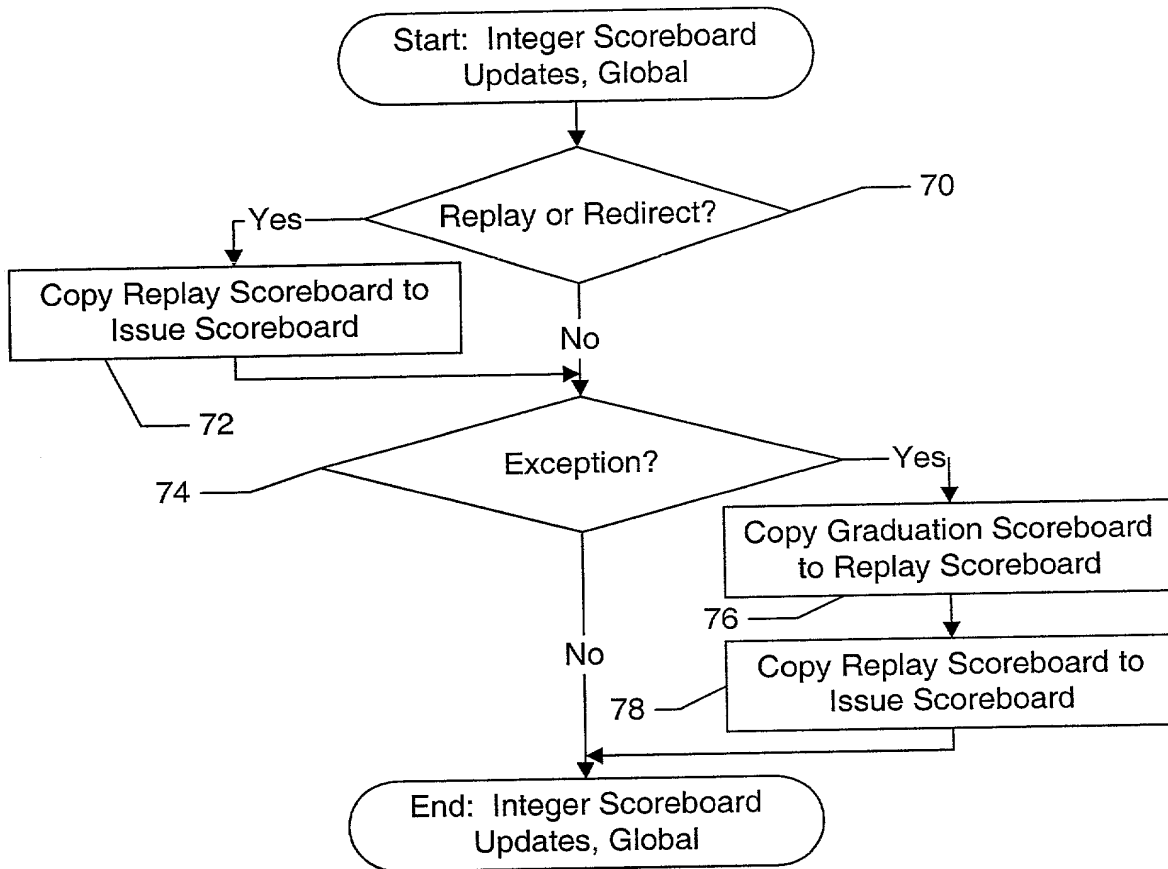 Start: Integer Scoreboard
Updates, Global
70
Replay or Redirect?
Yes
Copy Replay Scoreboard to
Issue Scoreboard
No
72
Exception?
Yes
74
Copy Graduation Scoreboard
to Replay Scoreboard
76
No
Copy Replay Scoreboard to
Issue Scoreboard
78
End: Integer Scoreboard
Updates, Global